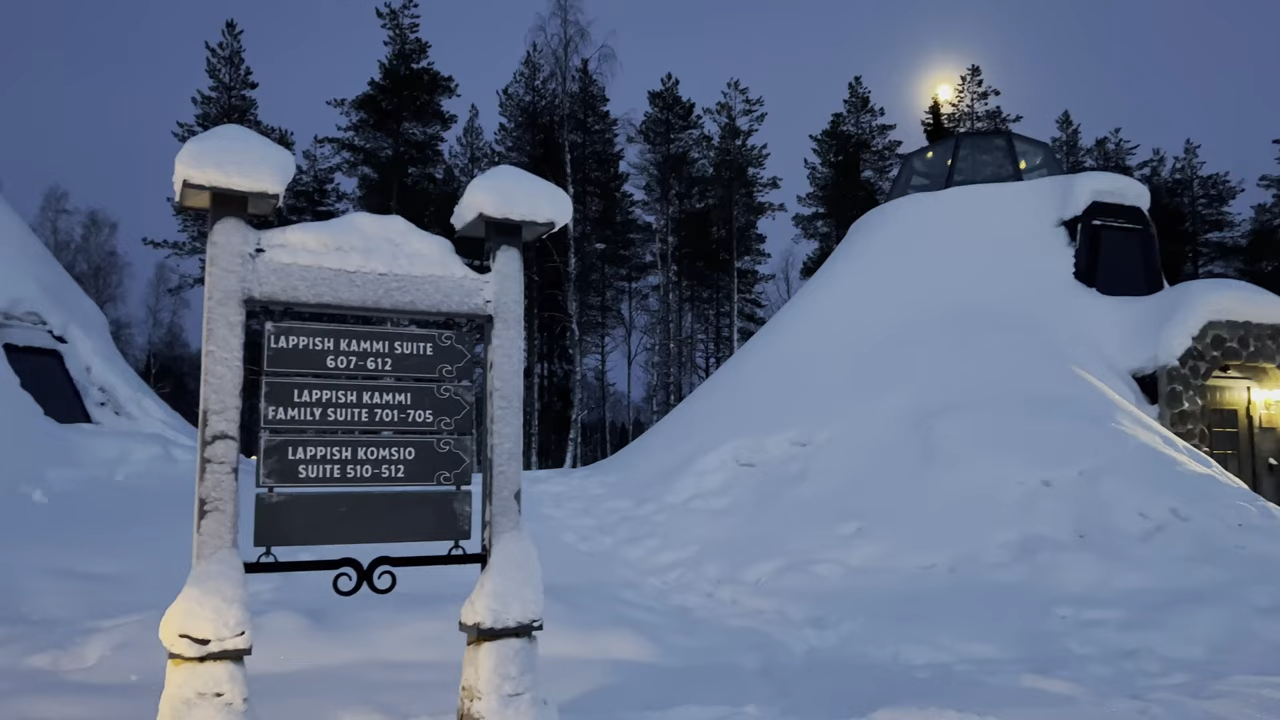 LAPPISH KAMMI SUITE
607-612
LAPPISH KAMMI
FAMILY SUITE 701-705
LAPPISH KOMSIO
SUITE 510-512